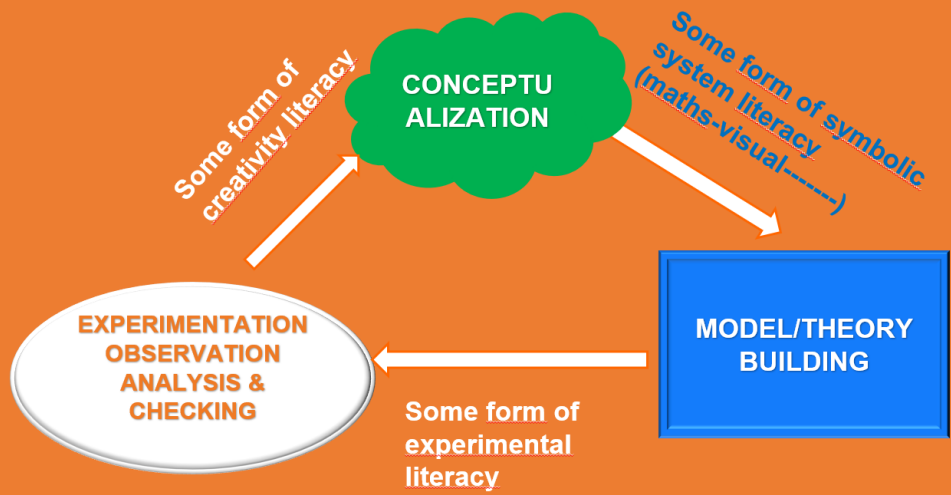 Some form of
creativity literacy
CONCEPTU
ALIZATION
Some form of symbolic
system literacy
(maths-visual-------)
EXPERIMENTATION
OBSERVATION
ANALYSIS &
CHECKING
MODEL/THEORY
BUILDING
Some form of
experimental
literacy